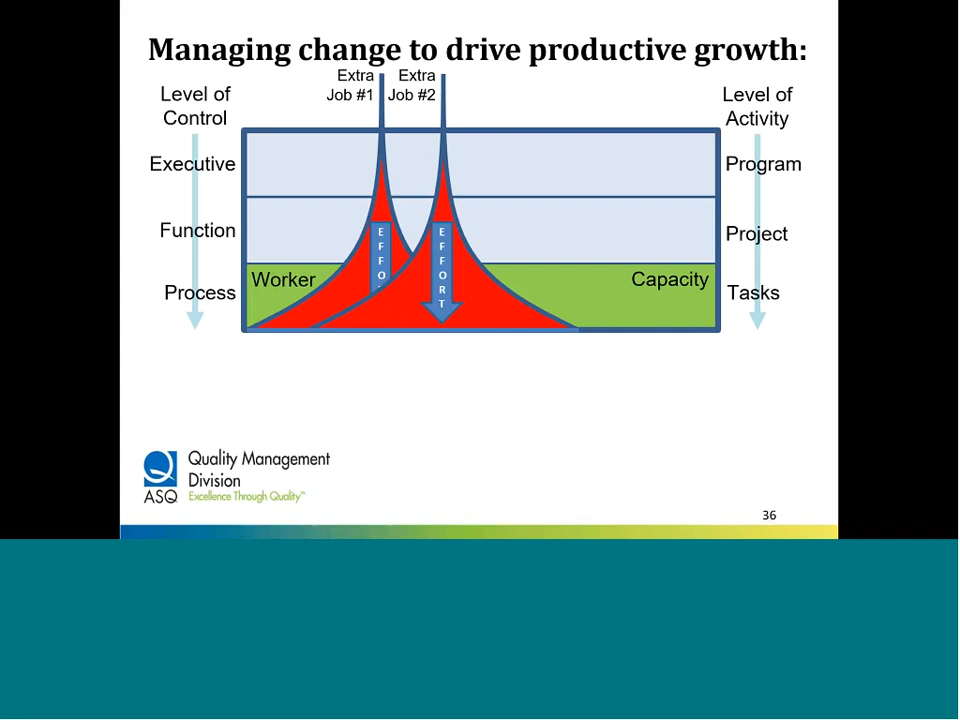 Managing change to drive productive growth:
Extra
Job #1
Extra
Job #2
Level of
Control
Level of
Activity
Executive
Program
Function
Project
Process
Tasks
Worker
Capacity
E
F
F
O
E
F
F
O
R
T
Quality Management
Division
ASQ
Excellence Through Quality™
36